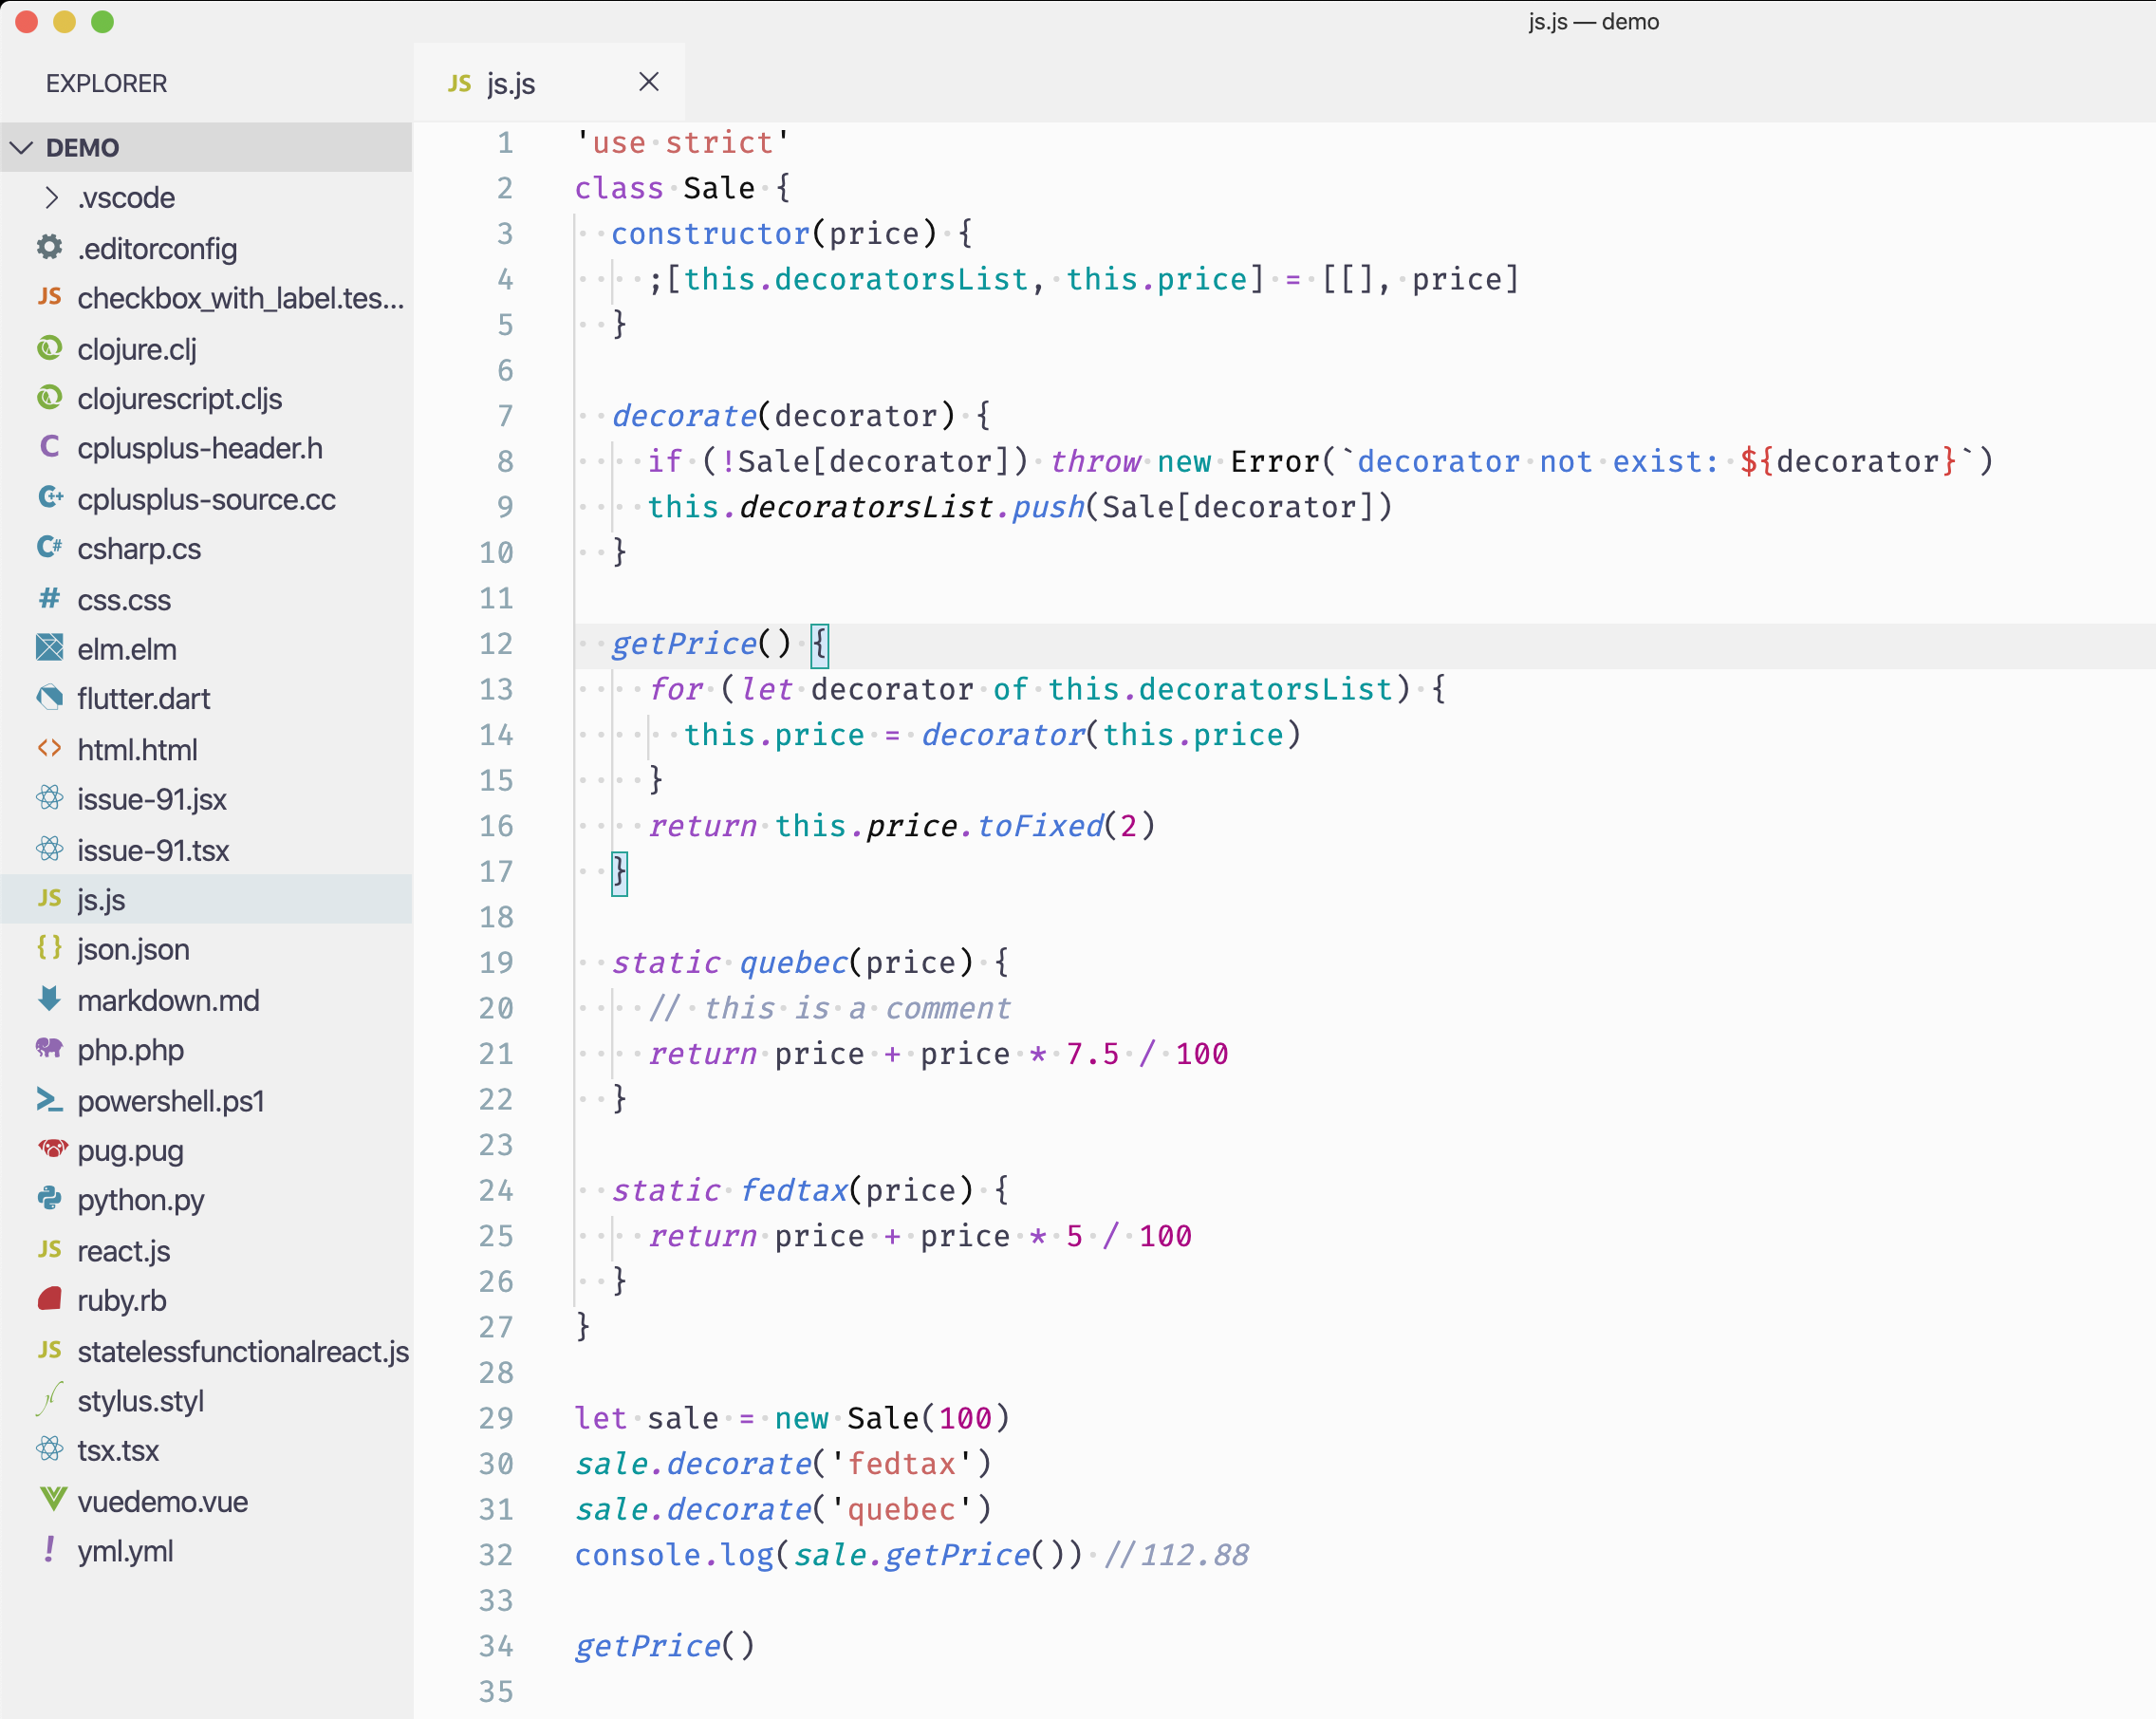 js.js — demo
EXPLORER
DEMO
.vscode
.editorconfig
JS checkbox_with_label.tes...
clojure.clj
clojurescript.cljs
C cplusplus-header.h
C++ cplusplus-source.cc
C# csharp.cs
# css.css
elm.elm
flutter.dart
<> html.html
issue-91.jsx
issue-91.tsx
JS js.js
{} json.json
markdown.md
php.php
powershell.ps1
pug.pug
python.py
JS react.js
ruby.rb
JS statelessfunctionalreact.js
stylus.styl
tsx.tsx
vuedemo.vue
! yml.yml
JS js.js
1 'use strict'
2 class Sale {
3   constructor(price) {
4     ;[this.decoratorsList, this.price] = [[], price]
5   }
6
7   decorate(decorator) {
8     if (!Sale[decorator]) throw new Error(`decorator not exist: ${decorator}`)
9     this.decoratorsList.push(Sale[decorator])
10   }
11
12   getPrice() {
13     for (let decorator of this.decoratorsList) {
14       this.price = decorator(this.price)
15     }
16     return this.price.toFixed(2)
17   }
18
19   static quebec(price) {
20     // this is a comment
21     return price + price * 7.5 / 100
22   }
23
24   static fedtax(price) {
25     return price + price * 5 / 100
26   }
27 }
28
29 let sale = new Sale(100)
30 sale.decorate('fedtax')
31 sale.decorate('quebec')
32 console.log(sale.getPrice()) //112.88
33
34 getPrice()
35